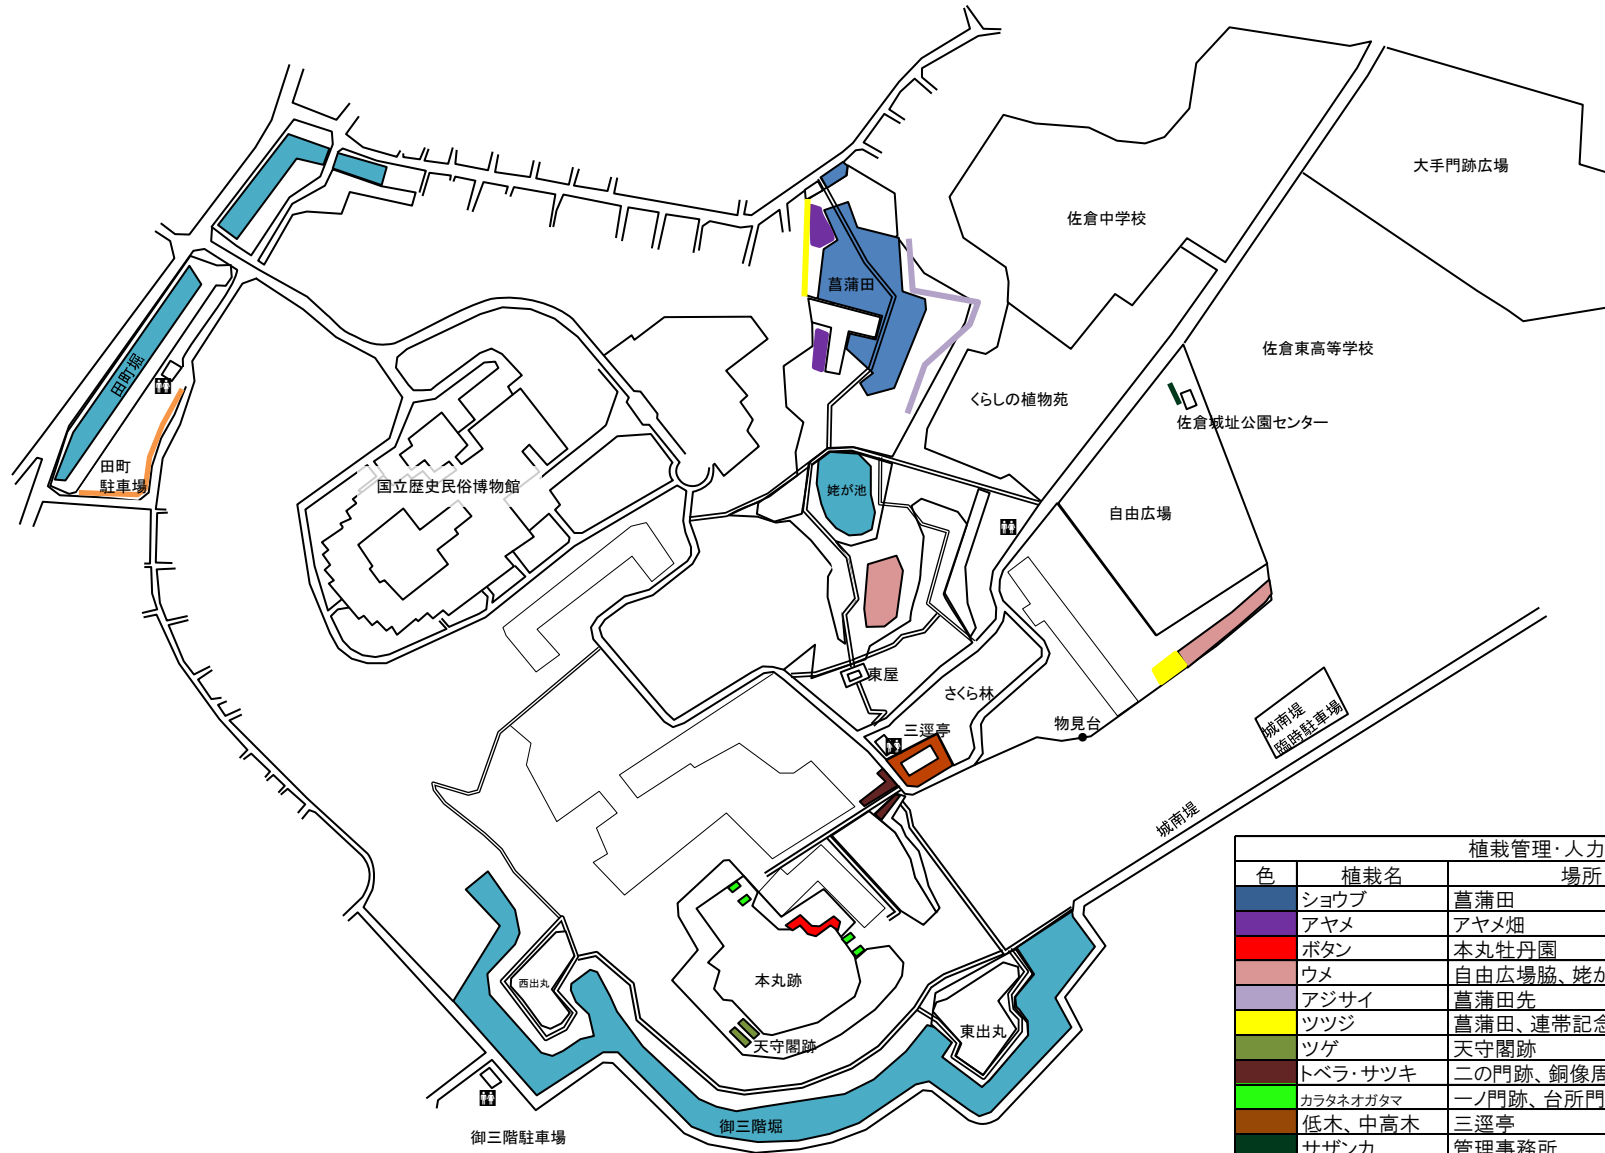 大手門跡広場
佐倉中学校
菖蒲田
佐倉東高等学校
田町堀
くらしの植物苑
佐倉城址公園センター
田町
駐車場
国立歴史民俗博物館
姥が池
自由広場
東屋
さくら林
三逕亭
物見台
城南堤
臨時駐車場
城南堤
本丸跡
西出丸
東出丸
天守閣跡
御三階堀
御三階駐車場
植栽管理・人力
色 植栽名 場所
ショウブ 菖蒲田
アヤメ アヤメ畑
ボタン 本丸牡丹園
ウメ 自由広場脇、姥が
アジサイ 菖蒲田先
ツツジ 菖蒲田、連帯記念
ツゲ 天守閣跡
トベラ・サツキ 二の門跡、銅像周
カラタネオガタマ 一ノ門跡、台所門
低木、中高木 三逕亭
サザンカ 管理事務所